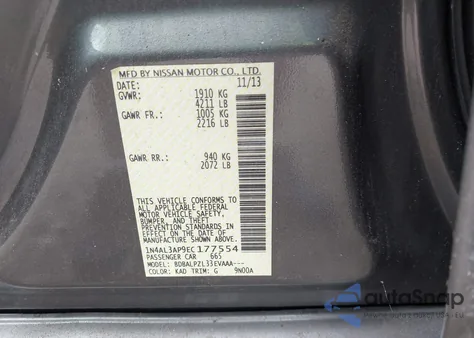 MFD BY NISSAN MOTOR CO., LTD.
DATE: 11/13
GVWR: 1910 KG
4211 LB
GAWR FR: 1005 KG
2216 LB
GAWR RR: 940 KG
2072 LB
THIS VEHICLE CONFORMS TO
ALL APPLICABLE FEDERAL
MOTOR VEHICLE SAFETY,
BUMPER, AND THEFT
PREVENTION STANDARDS
IN EFFECT ON THE DATE OF
MANUFACTURE SHOWN ABOVE.
1N4AL3AP9EC177554
PASSENGER CAR 665
MODEL: BDBALPZL33EVAAA---
COLOR: KAD TRIM: G 9N00A
autoSnap